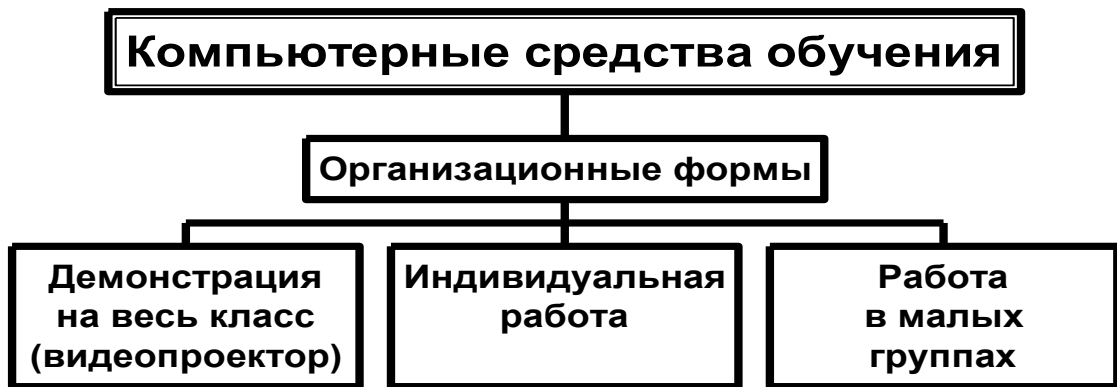 Компьютерные средства обучения
Организационные формы
Демонстрация
на весь класс
(видеопроектор)
Индивидуальная
работа
Работа
в малых
группах